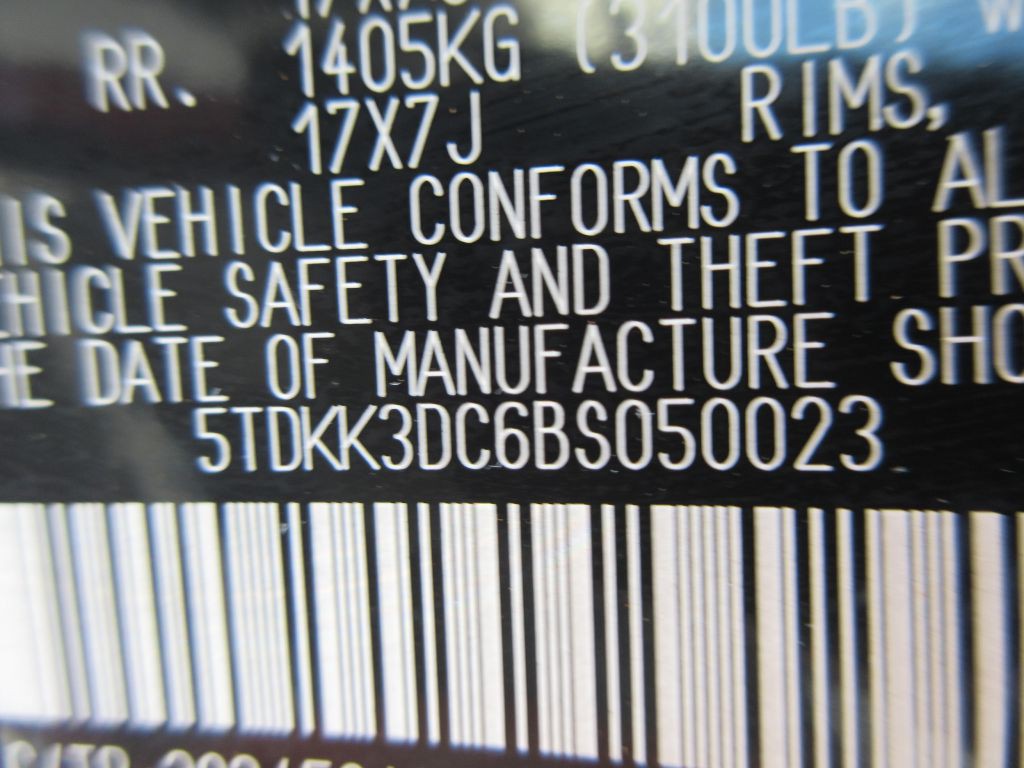 RR. 1405KG (3100LB) W
17X7J RIMS,
IS VEHICLE CONFORMS TO AL
HICLE SAFETY AND THEFT PR
HE DATE OF MANUFACTURE SHO
5TDKK3DC6BS050023